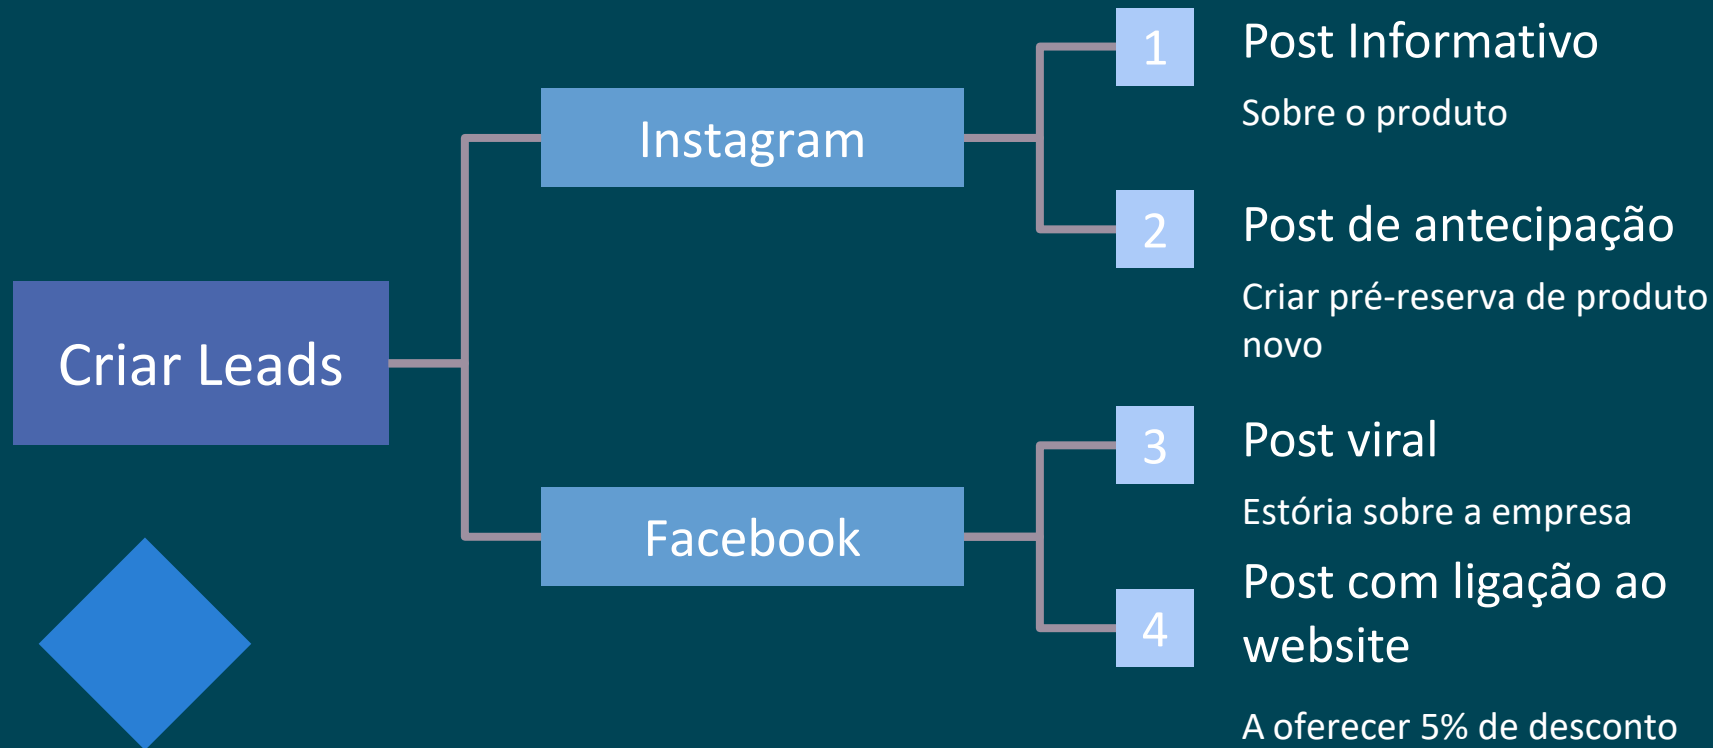 Criar Leads
Instagram
1
Post Informativo
Sobre o produto
2
Post de antecipação
Criar pré-reserva de produto
novo
Facebook
3
Post viral
Estória sobre a empresa
4
Post com ligação ao
website
A oferecer 5% de desconto